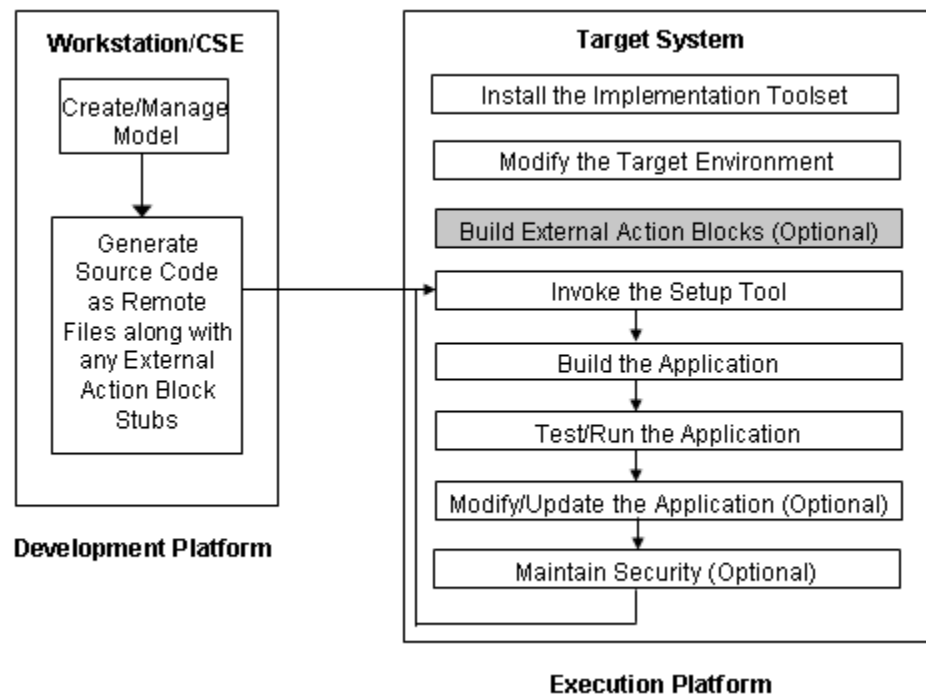 Workstation/CSE
Create/Manage
Model
Generate
Source Code
as Remote
Files along with
any External
Action Block
Stubs
Development Platform
Target System
Install the Implementation Toolset
Modify the Target Environment
Build External Action Blocks (Optional)
Invoke the Setup Tool
Build the Application
Test/Run the Application
Modify/Update the Application (Optional)
Maintain Security (Optional)
Execution Platform